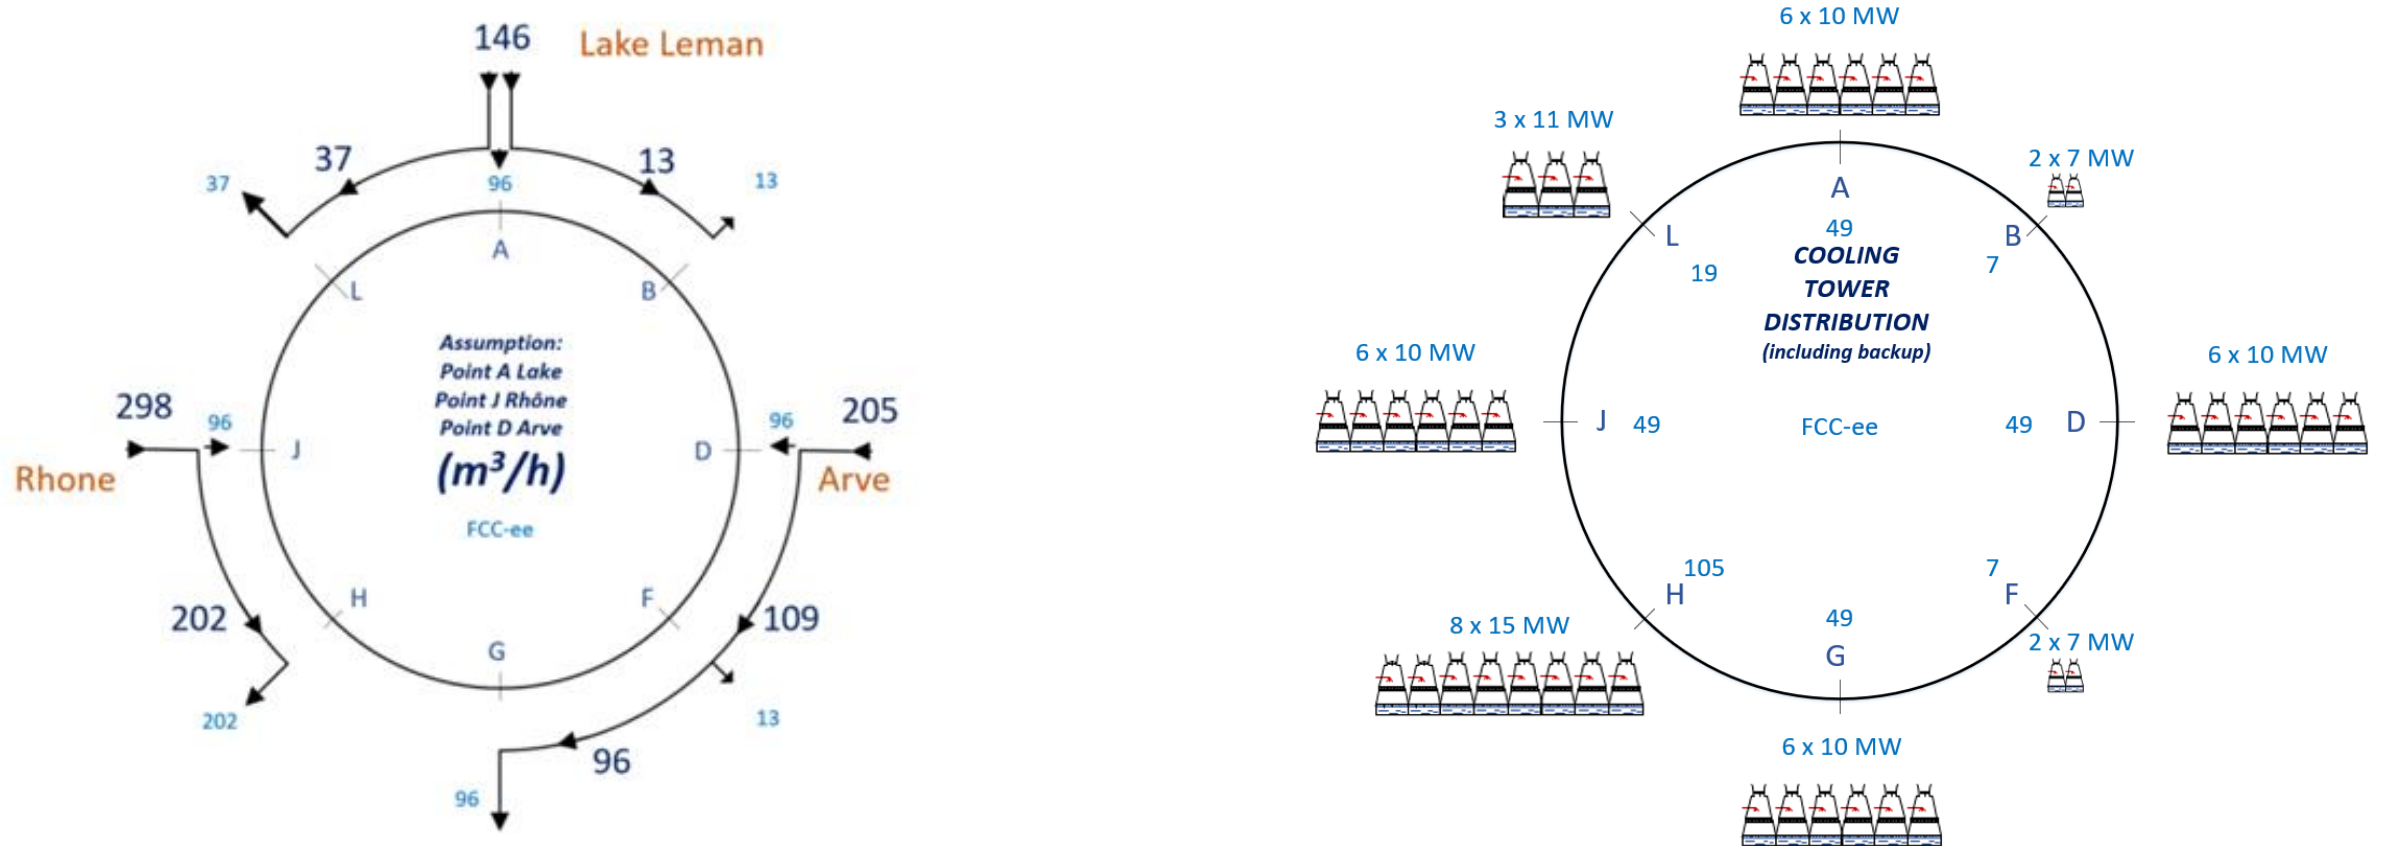 146
Lake Leman
37
13
37
96
13
A
L
B
Assumption:
Point A Lake
Point J Rhône
Point D Arve
(m³/h)
FCC-ee
298
96
Rhone
J
D
96
205
Arve
H
F
G
202
202
109
13
96
96
6 x 10 MW
3 x 11 MW
2 x 7 MW
A
49
L
19
B
7
COOLING
TOWER
DISTRIBUTION
(including backup)
FCC-ee
6 x 10 MW
J
49
49
D
6 x 10 MW
105
H
7
F
49
G
8 x 15 MW
2 x 7 MW
6 x 10 MW